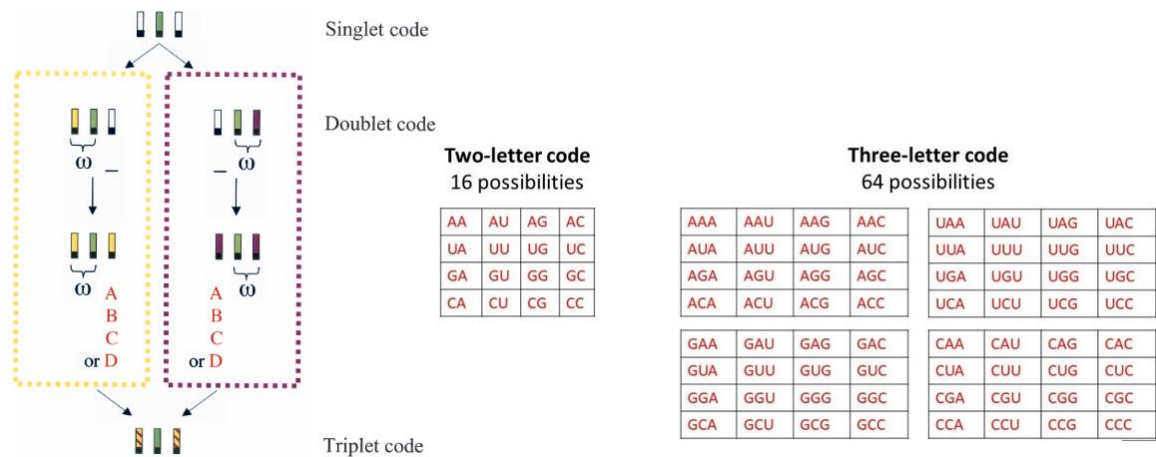 Singlet code
Doublet code
ω
–
ω
A
B
C
or D
ω
–
ω
A
B
C
or D
Triplet code
Two-letter code
16 possibilities
AA AU AG AC
UA UU UG UC
GA GU GG GC
CA CU CG CC
Three-letter code
64 possibilities
AAA AAU AAG AAC
AUA AUU AUG AUC
AGA AGU AGG AGC
ACA ACU ACG ACC
UAA UAU UAG UAC
UUA UUU UUG UUC
UGA UGU UGG UGC
UCA UCU UCG UCC
GAA GAU GAG GAC
GUA GUU GUG GUC
GGA GGU GGG GGC
GCA GCU GCG GCC
CAA CAU CAG CAC
CUA CUU CUG CUC
CGA CGU CGG CGC
CCA CCU CCG CCC